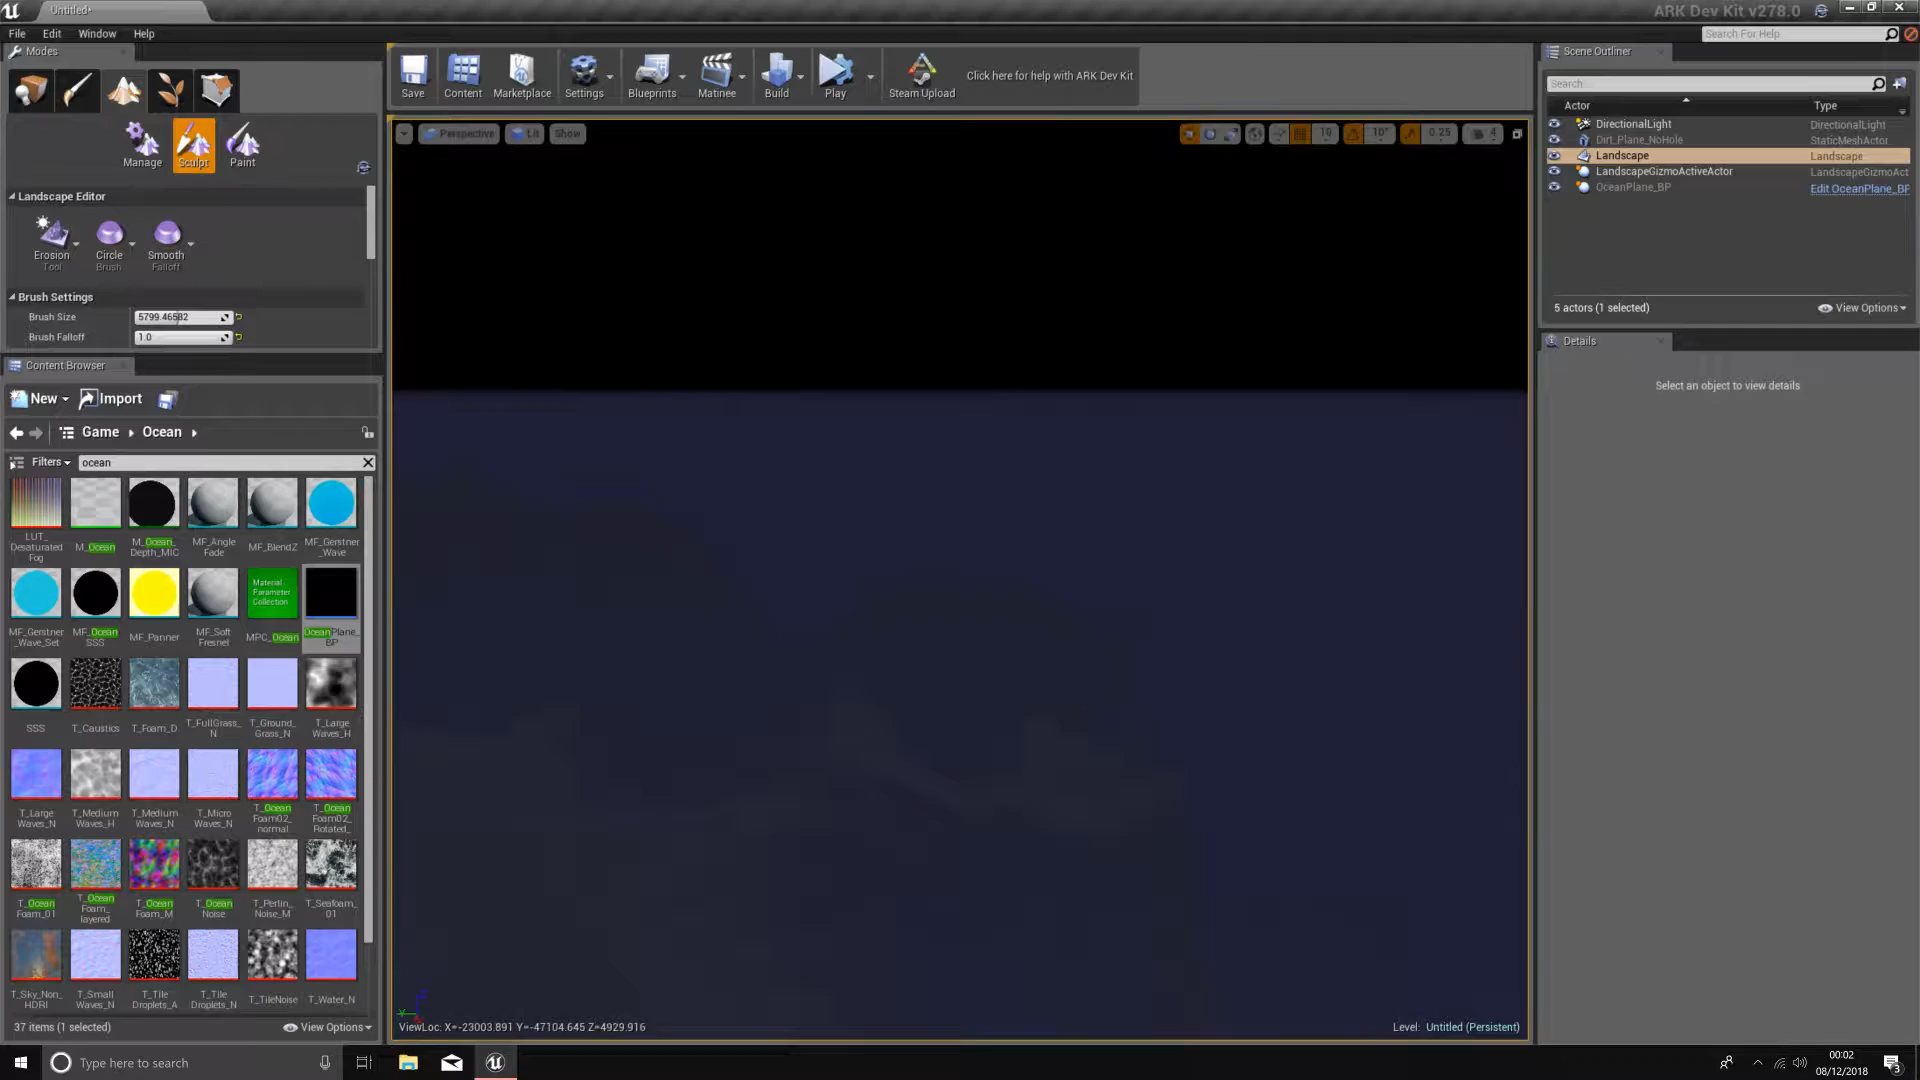 Untitled*
ARK Dev Kit v278.0
File Edit Window Help
Search For Help
Modes
Save Content Marketplace Settings Blueprints Matinee Build Play Steam Upload
Click here for help with ARK Dev Kit
Manage Sculpt Paint
Landscape Editor
Erosion Circle Smooth
Tool Brush Falloff
Brush Settings
Brush Size 5799.46582
Brush Falloff 1.0
Content Browser
New Import
Game Ocean
Filters ocean
LUT_ Desaturated Fog
M_Ocean
M_Ocean_ Depth_MIC
MF_Angle Fade
MF_BlendZ
MF_Gerstner _Wave
MF_Gerstner _Wave_Set
MF_Ocean SSS
MF_Panner
MF_Soft Fresnel
Material Parameter Collection
MPC_Ocean
OceanPlane_ BP
SSS
T_Caustics
T_Foam_D
T_FullGrass_ N
T_Ground_ Grass_N
T_Large Waves_H
T_Large Waves_N
T_Medium Waves_H
T_Medium Waves_N
T_Micro Waves_N
T_Ocean Foam02_ normal
T_Ocean Foam02_ Rotated_
T_Ocean Foam_01
T_Ocean Foam_ layered
T_Ocean Foam_M
T_Ocean Noise
T_Perlin_ Noise_M
T_Seafoam_ 01
T_Sky_Non_ HDRI
T_Small Waves_N
T_Tile Droplets_A
T_Tile Droplets_N
T_TileNoise
T_Water_N
37 items (1 selected)
View Options
Perspective Lit Show
10 10° 0.25 4
ViewLoc: X=-23003.891 Y=-47104.645 Z=4929.916
Level: Untitled (Persistent)
Scene Outliner
Search...
Actor Type
DirectionalLight DirectionalLight
Dirt_Plane_NoHole StaticMeshActor
Landscape Landscape
LandscapeGizmoActiveActor LandscapeGizmoAct
OceanPlane_BP Edit OceanPlane_BP
5 actors (1 selected)
View Options
Details
Select an object to view details
Type here to search
00:02
08/12/2018
3